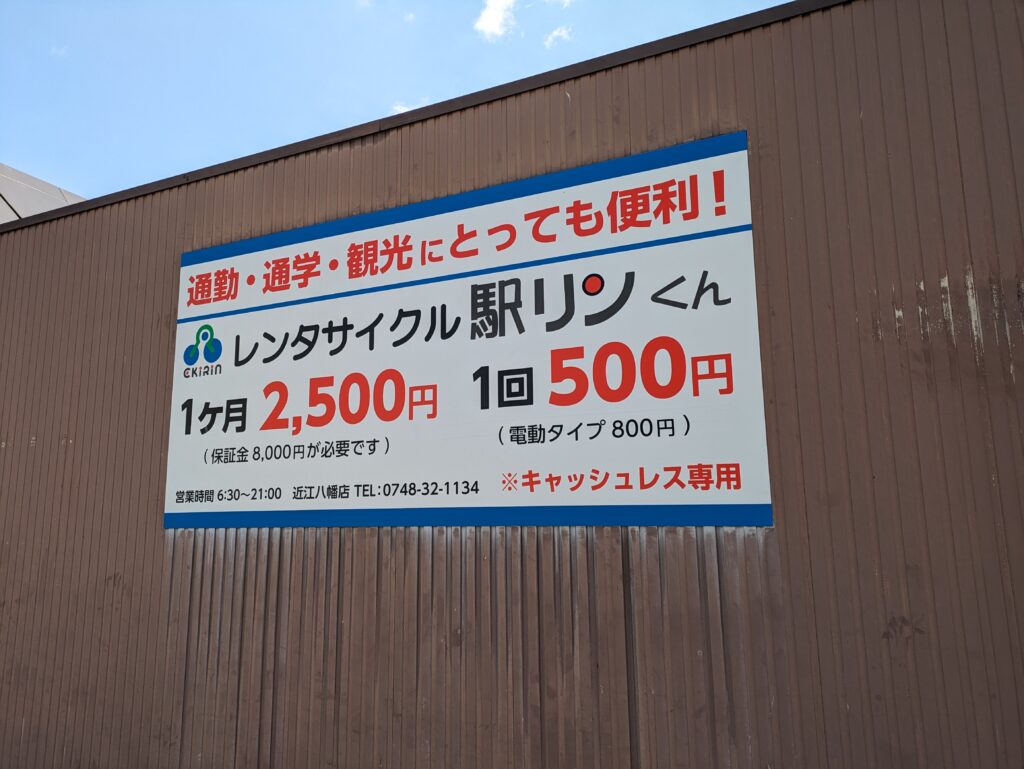 通勤・通学・観光にとっても便利！
EKiRiN
レンタサイクル 駅リンくん
1ヶ月 2,500円 1回 500円
（保証金 8,000円が必要です） （電動タイプ 800円）
営業時間 6:30～21:00 近江八幡店 TEL：0748-32-1134 ※キャッシュレス専用